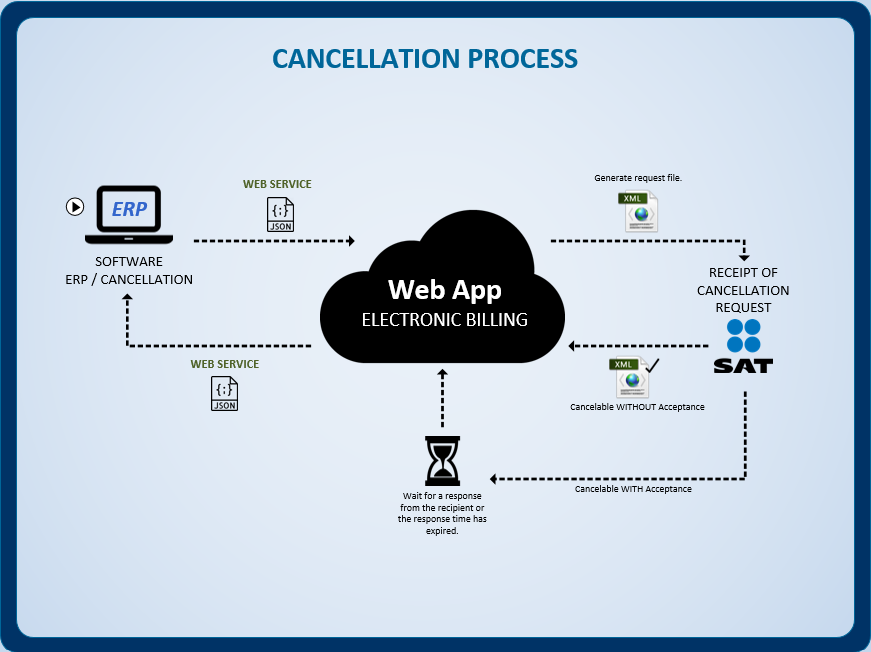 CANCELLATION PROCESS
WEB SERVICE
{;}
JSON
Generate request file.
XML
ERP
SOFTWARE
ERP / CANCELLATION
Web App
ELECTRONIC BILLING
RECEIPT OF
CANCELLATION
REQUEST
SAT
WEB SERVICE
{;}
JSON
XML
Cancelable WITHOUT Acceptance
Wait for a response
from the recipient or
the response time has
expired.
Cancelable WITH Acceptance